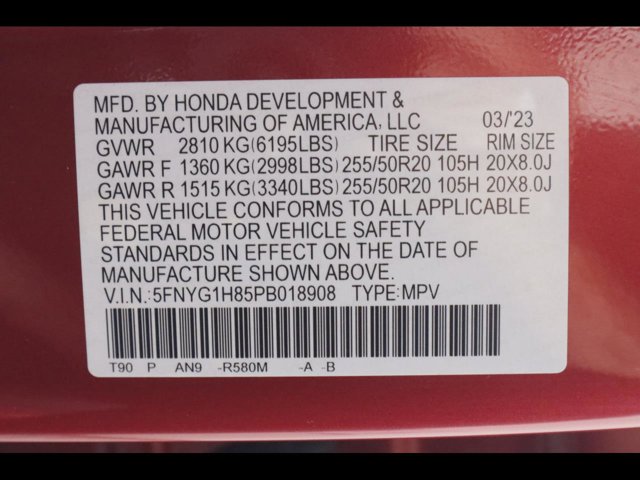 MFD. BY HONDA DEVELOPMENT &
MANUFACTURING OF AMERICA, LLC 03/'23
GVWR 2810 KG(6195LBS) TIRE SIZE RIM SIZE
GAWR F 1360 KG(2998LBS) 255/50R20 105H 20X8.0J
GAWR R 1515 KG(3340LBS) 255/50R20 105H 20X8.0J
THIS VEHICLE CONFORMS TO ALL APPLICABLE
FEDERAL MOTOR VEHICLE SAFETY
STANDARDS IN EFFECT ON THE DATE OF
MANUFACTURE SHOWN ABOVE.
V.I.N.:5FNYG1H85PB018908 TYPE:MPV
T90 P AN9 -R580M -A -B